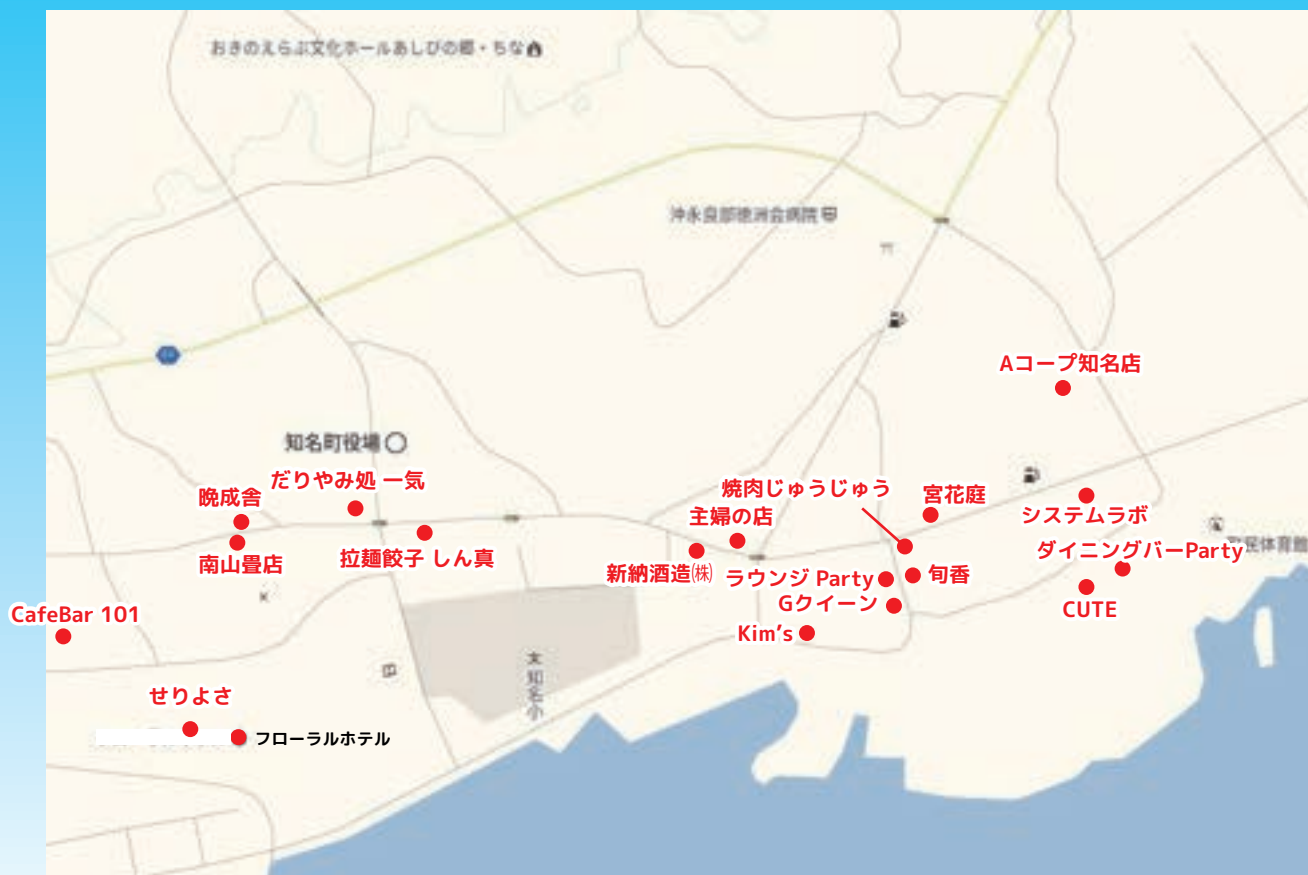 おきのえらぶ文化ホールあしびの郷・ちな
沖永良部徳洲会病院
Aコープ知名店
知名町役場
だりやみ処 一気
晩成舎
焼肉じゅうじゅう
宮花庭
主婦の店
システムラボ
南山畳店
拉麺餃子 しん真
新納酒造㈱
ラウンジ Party
旬香
ダイニングバーParty
町民体育館
Gクイーン
CUTE
CafeBar 101
Kim’s
知名小
せりよさ
フローラルホテル